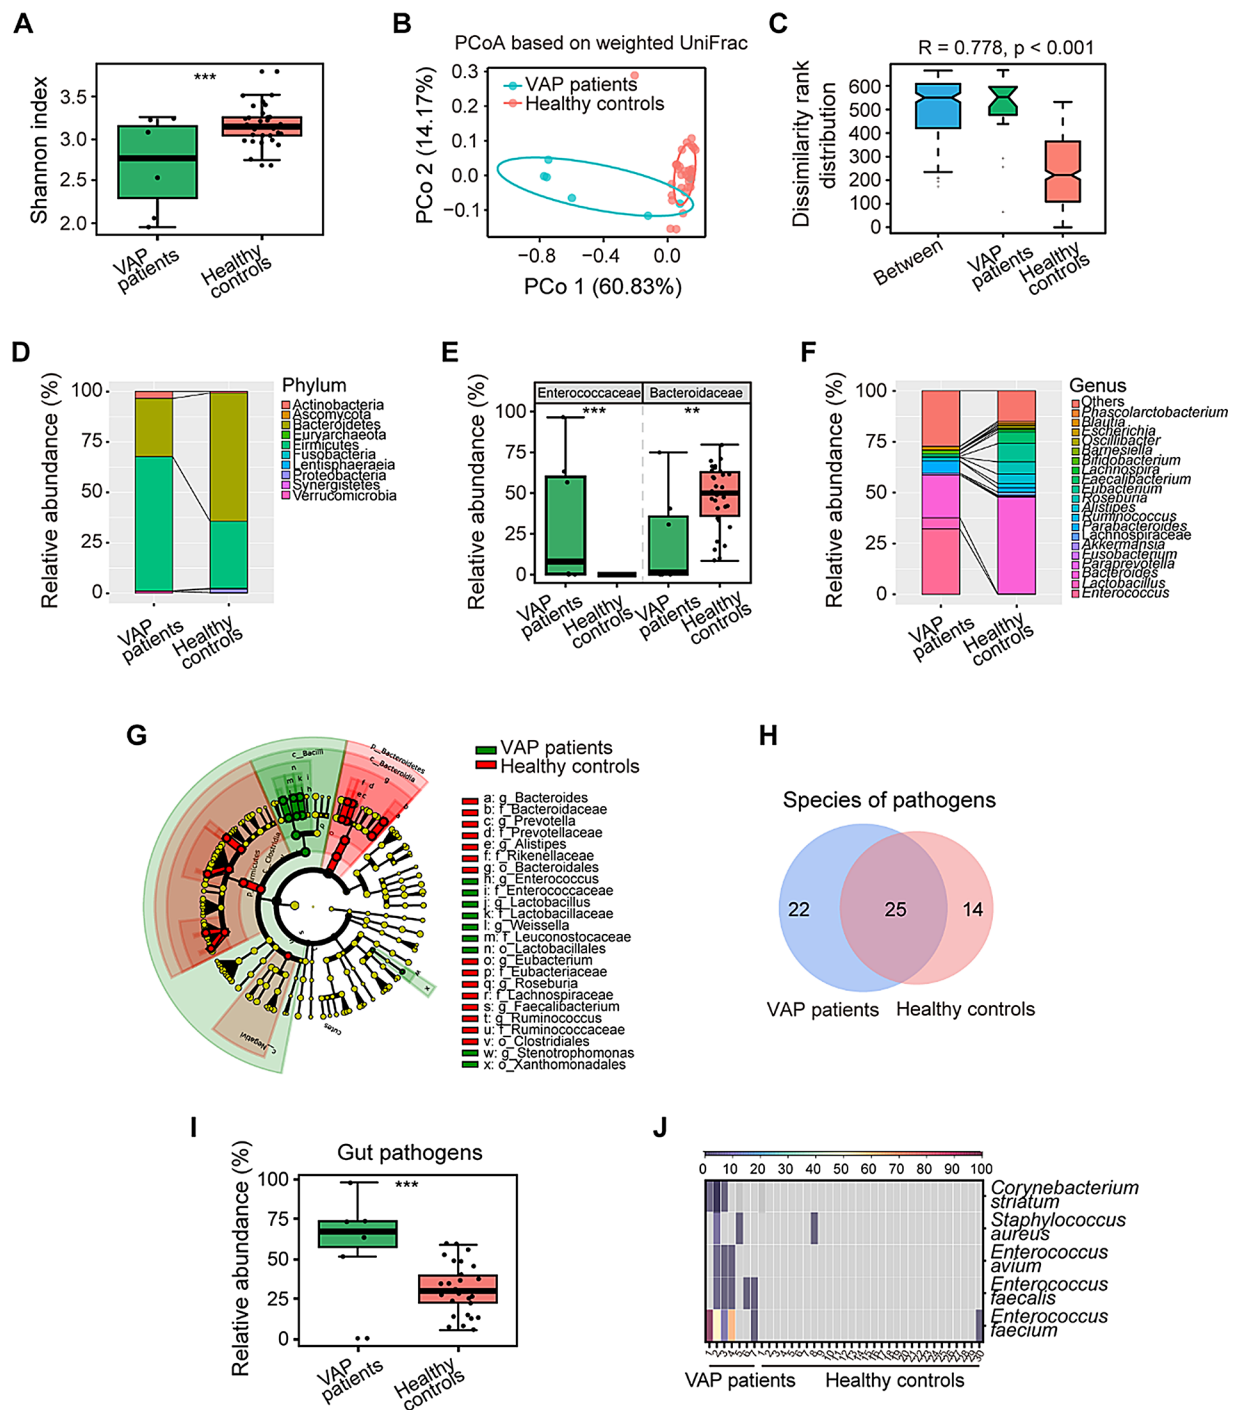 A
Shannon index
3.5
3.0
2.5
2.0
***
VAP
patients
Healthy
controls
B
PCoA based on weighted UniFrac
PCo 2 (14.17%)
0.3
0.2
0.1
0.0
−0.1
VAP patients
Healthy controls
−0.8
−0.4
0.0
PCo 1 (60.83%)
C
R = 0.778, p < 0.001
Dissimilarity rank
distribution
600
500
400
300
200
100
0
Between
VAP
patients
Healthy
controls
D
Relative abundance (%)
100
75
50
25
0
VAP
patients
Healthy
controls
Phylum
Actinobacteria
Ascomycota
Bacteroidetes
Euryarchaeota
Firmicutes
Fusobacteria
Lentisphaeraeia
Proteobacteria
Synergistetes
Verrucomicrobia
E
Relative abundance (%)
100
75
50
25
0
Enterococcaceae
Bacteroidaceae
***
**
VAP
patients
Healthy
controls
VAP
patients
Healthy
controls
F
Relative abundance (%)
100
75
50
25
0
VAP
patients
Healthy
controls
Genus
Others
Phascolarctobacterium
Blautia
Escherichia
Oscillibacter
Barnesiella
Bifidobacterium
Lachnospira
Faecalibacterium
Eubacterium
Roseburia
Alistipes
Ruminococcus
Parabacteroides
Lachnospiraceae
Akkermansia
Fusobacterium
Paraprevotella
Bacteroides
Lactobacillus
Enterococcus
G
p__Bacteroidetes
c__Bacteroidia
c__Bacilli
c__Clostridia
c__Negativi
cutes
VAP patients
Healthy controls
a: g_Bacteroides
b: f_Bacteroidaceae
c: g_Prevotella
d: f_Prevotellaceae
e: g_Alistipes
f: f_Rikenellaceae
g: o_Bacteroidales
h: g_Enterococcus
i: f_Enterococcaceae
j: g_Lactobacillus
k: f_Lactobacillaceae
l: g_Weissella
m: f_Leuconostocaceae
n: o_Lactobacillales
o: g_Eubacterium
p: f_Eubacteriaceae
q: g_Roseburia
r: f_Lachnospiraceae
s: g_Faecalibacterium
t: g_Ruminococcus
u: f_Ruminococcaceae
v: o_Clostridiales
w: g_Stenotrophomonas
x: o_Xanthomonadales
H
Species of pathogens
22
25
14
VAP patients
Healthy controls
I
Gut pathogens
Relative abundance (%)
100
75
50
25
0
***
VAP
patients
Healthy
controls
J
0 10 20 30 40 50 60 70 80 90 100
Corynebacterium
striatum
Staphylococcus
aureus
Enterococcus
avium
Enterococcus
faecalis
Enterococcus
faecium
VAP patients
Healthy controls